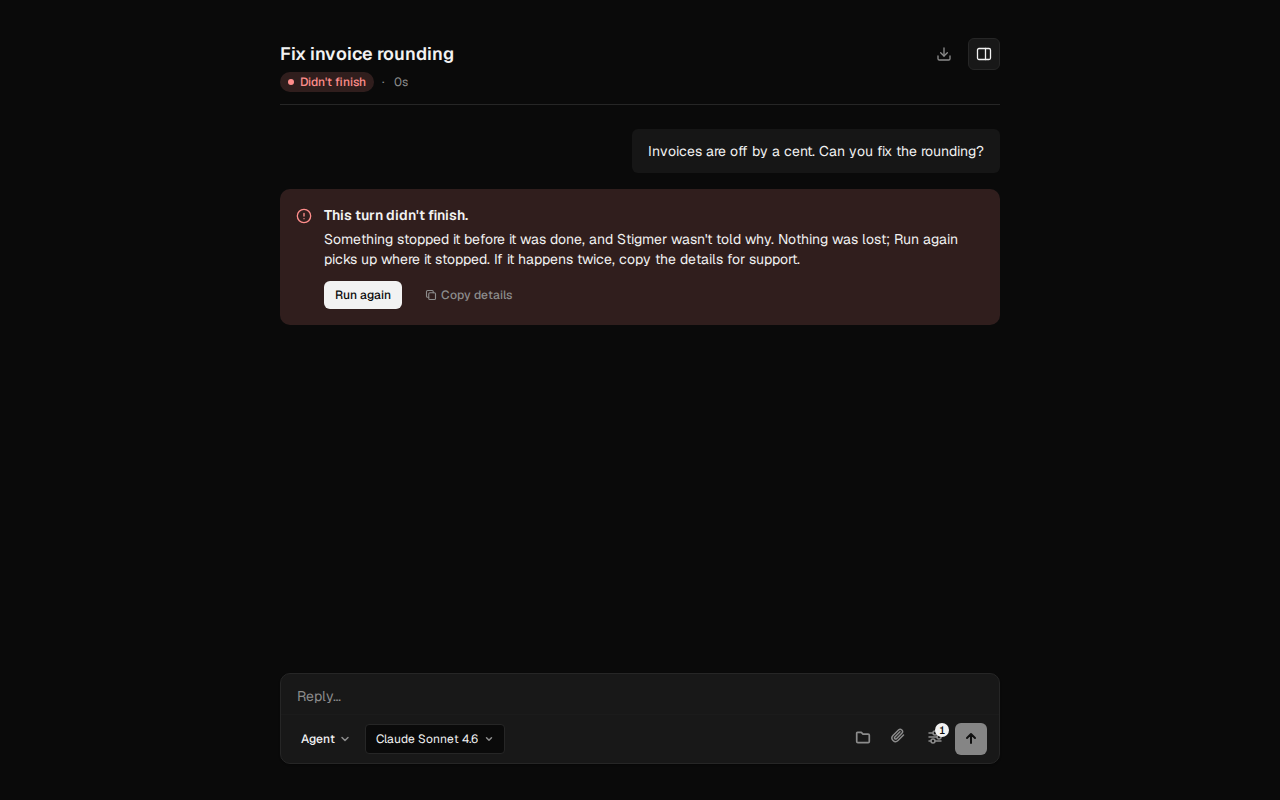 Fix invoice rounding
Didn't finish · 0s
Invoices are off by a cent. Can you fix the rounding?
This turn didn't finish.
Something stopped it before it was done, and Stigmer wasn't told why. Nothing was lost; Run again
picks up where it stopped. If it happens twice, copy the details for support.
Run again Copy details
Reply...
Agent Claude Sonnet 4.6 1